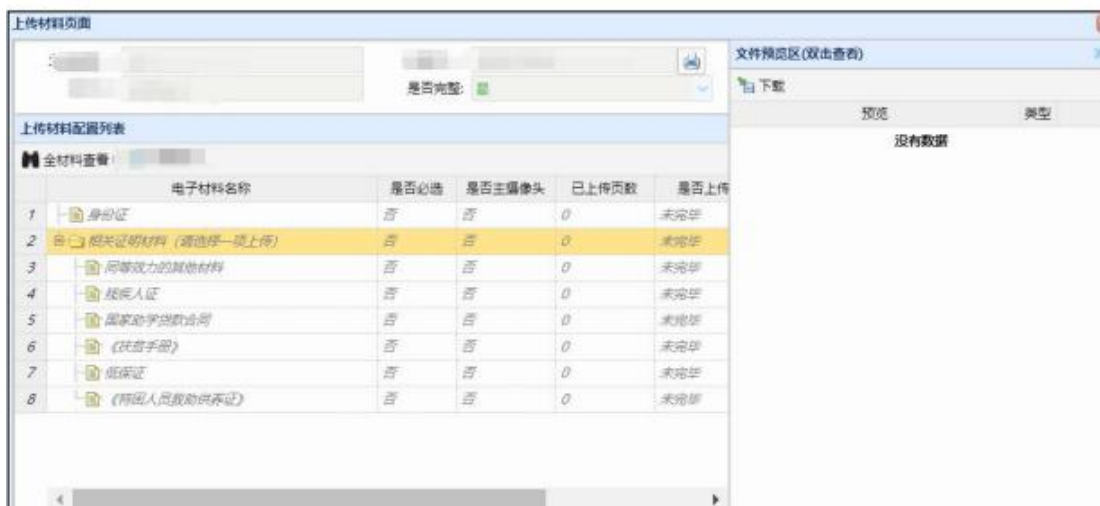 上传材料页面
是否完整:
上传材料配置列表
全材料查看:
电子材料名称 是否必选 是否主摄像头 已上传页数 是否上传
1 身份证 否 否 0 未完毕
2 相关证明材料（请选择一项上传） 否 否 0 未完毕
3 同等效力的其他材料 否 否 0 未完毕
4 残疾人证 否 否 0 未完毕
5 国家助学贷款合同 否 否 0 未完毕
6 《扶贫手册》 否 否 0 未完毕
7 低保证 否 否 0 未完毕
8 《特困人员救助供养证》 否 否 0 未完毕
文件预览区(双击查看)
下载
预览 类型
没有数据